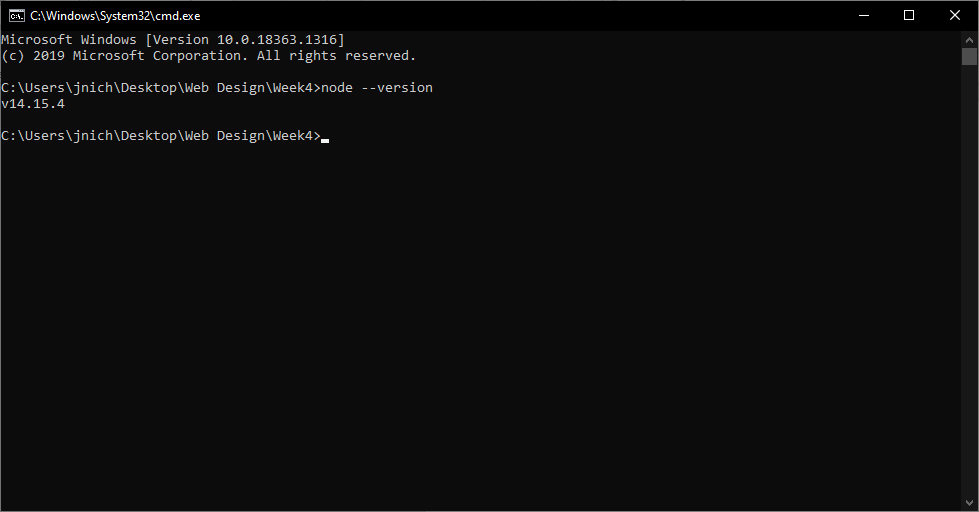 C:\Windows\System32\cmd.exe
Microsoft Windows [Version 10.0.18363.1316]
(c) 2019 Microsoft Corporation. All rights reserved.
C:\Users\jnich\Desktop\Web Design\Week4>node --version
v14.15.4
C:\Users\jnich\Desktop\Web Design\Week4>